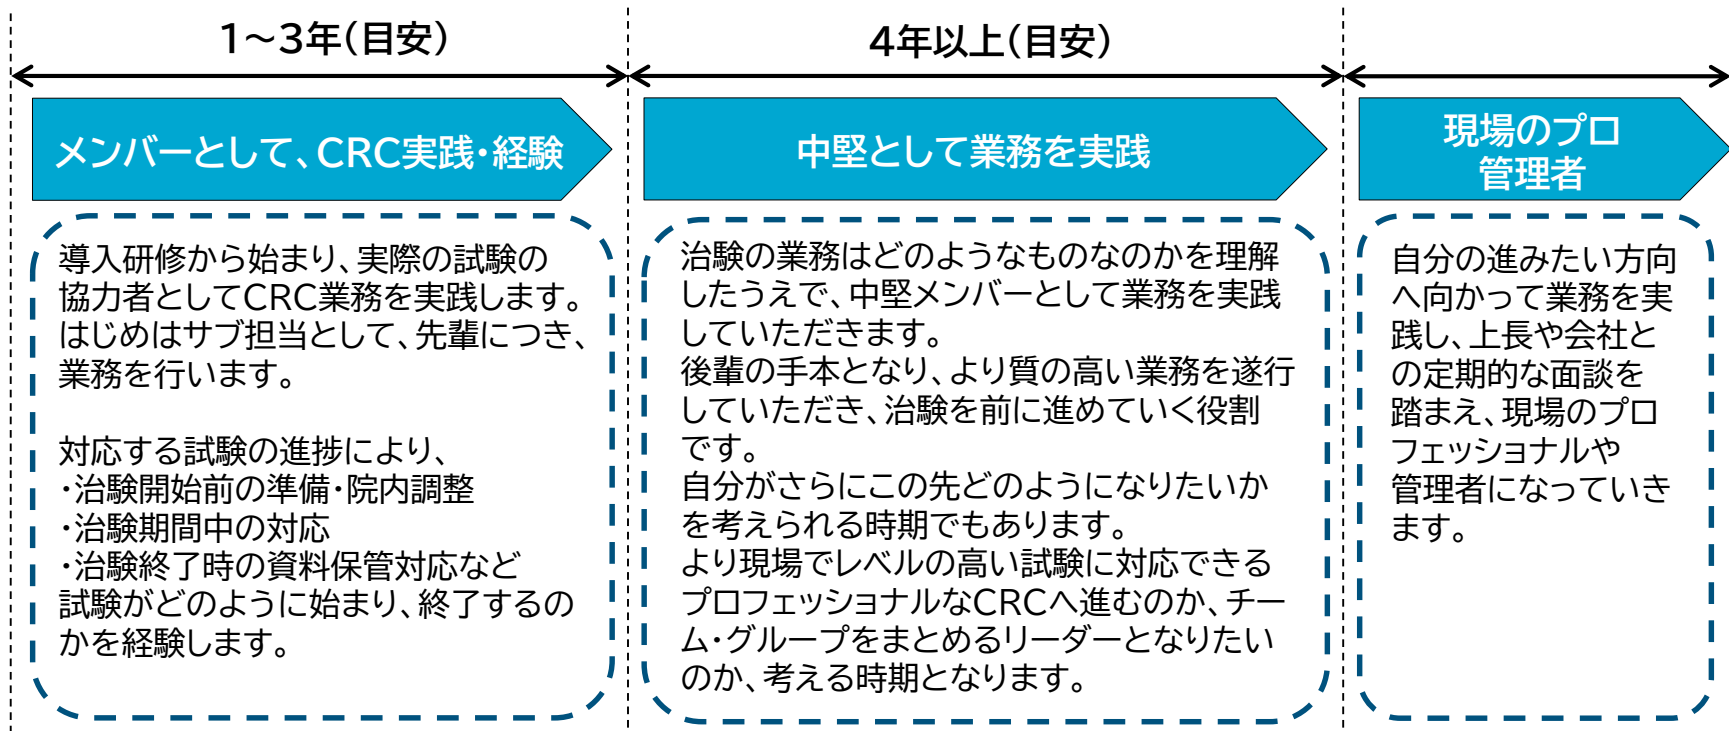 1～3年(目安)
4年以上(目安)
メンバーとして、CRC実践・経験
中堅として業務を実践
現場のプロ
管理者
導入研修から始まり、実際の試験の
協力者としてCRC業務を実践します。
はじめはサブ担当として、先輩につき、
業務を行います。
対応する試験の進捗により、
・治験開始前の準備・院内調整
・治験期間中の対応
・治験終了時の資料保管対応など
試験がどのように始まり、終了するの
かを経験します。
治験の業務はどのようなものなのかを理解
したうえで、中堅メンバーとして業務を実践
していただきます。
後輩の手本となり、より質の高い業務を遂行
していただき、治験を前に進めていく役割
です。
自分がさらにこの先どのようになりたいか
を考えられる時期でもあります。
より現場でレベルの高い試験に対応できる
プロフェッショナルなCRCへ進むのか、チー
ム・グループをまとめるリーダーとなりたい
のか、考える時期となります。
自分の進みたい方向
へ向かって業務を実
践し、上長や会社と
の定期的な面談を
踏まえ、現場のプロ
フェッショナルや
管理者になっていき
ます。